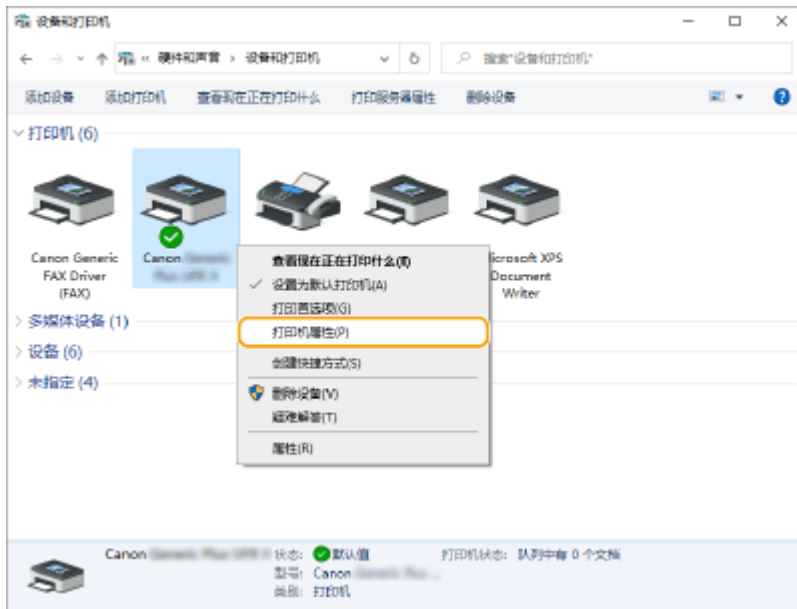 设备和打印机
« 硬件和声音 › 设备和打印机
搜索"设备和打印机"
添加设备 添加打印机 查看现在正在打印什么 打印服务器属性 删除设备
打印机 (6)
Canon Generic
FAX Driver
(FAX)
Canon
icrosoft XPS
Document
Writer
查看现在正在打印什么(E)
设置为默认打印机(A)
打印首选项(G)
打印机属性(P)
创建快捷方式(S)
删除设备(V)
疑难解答(T)
属性(R)
多媒体设备 (1)
设备 (6)
未指定 (4)
Canon
状态: 默认值
打印机状态: 队列中有 0 个文档
型号: Canon
类别: 打印机